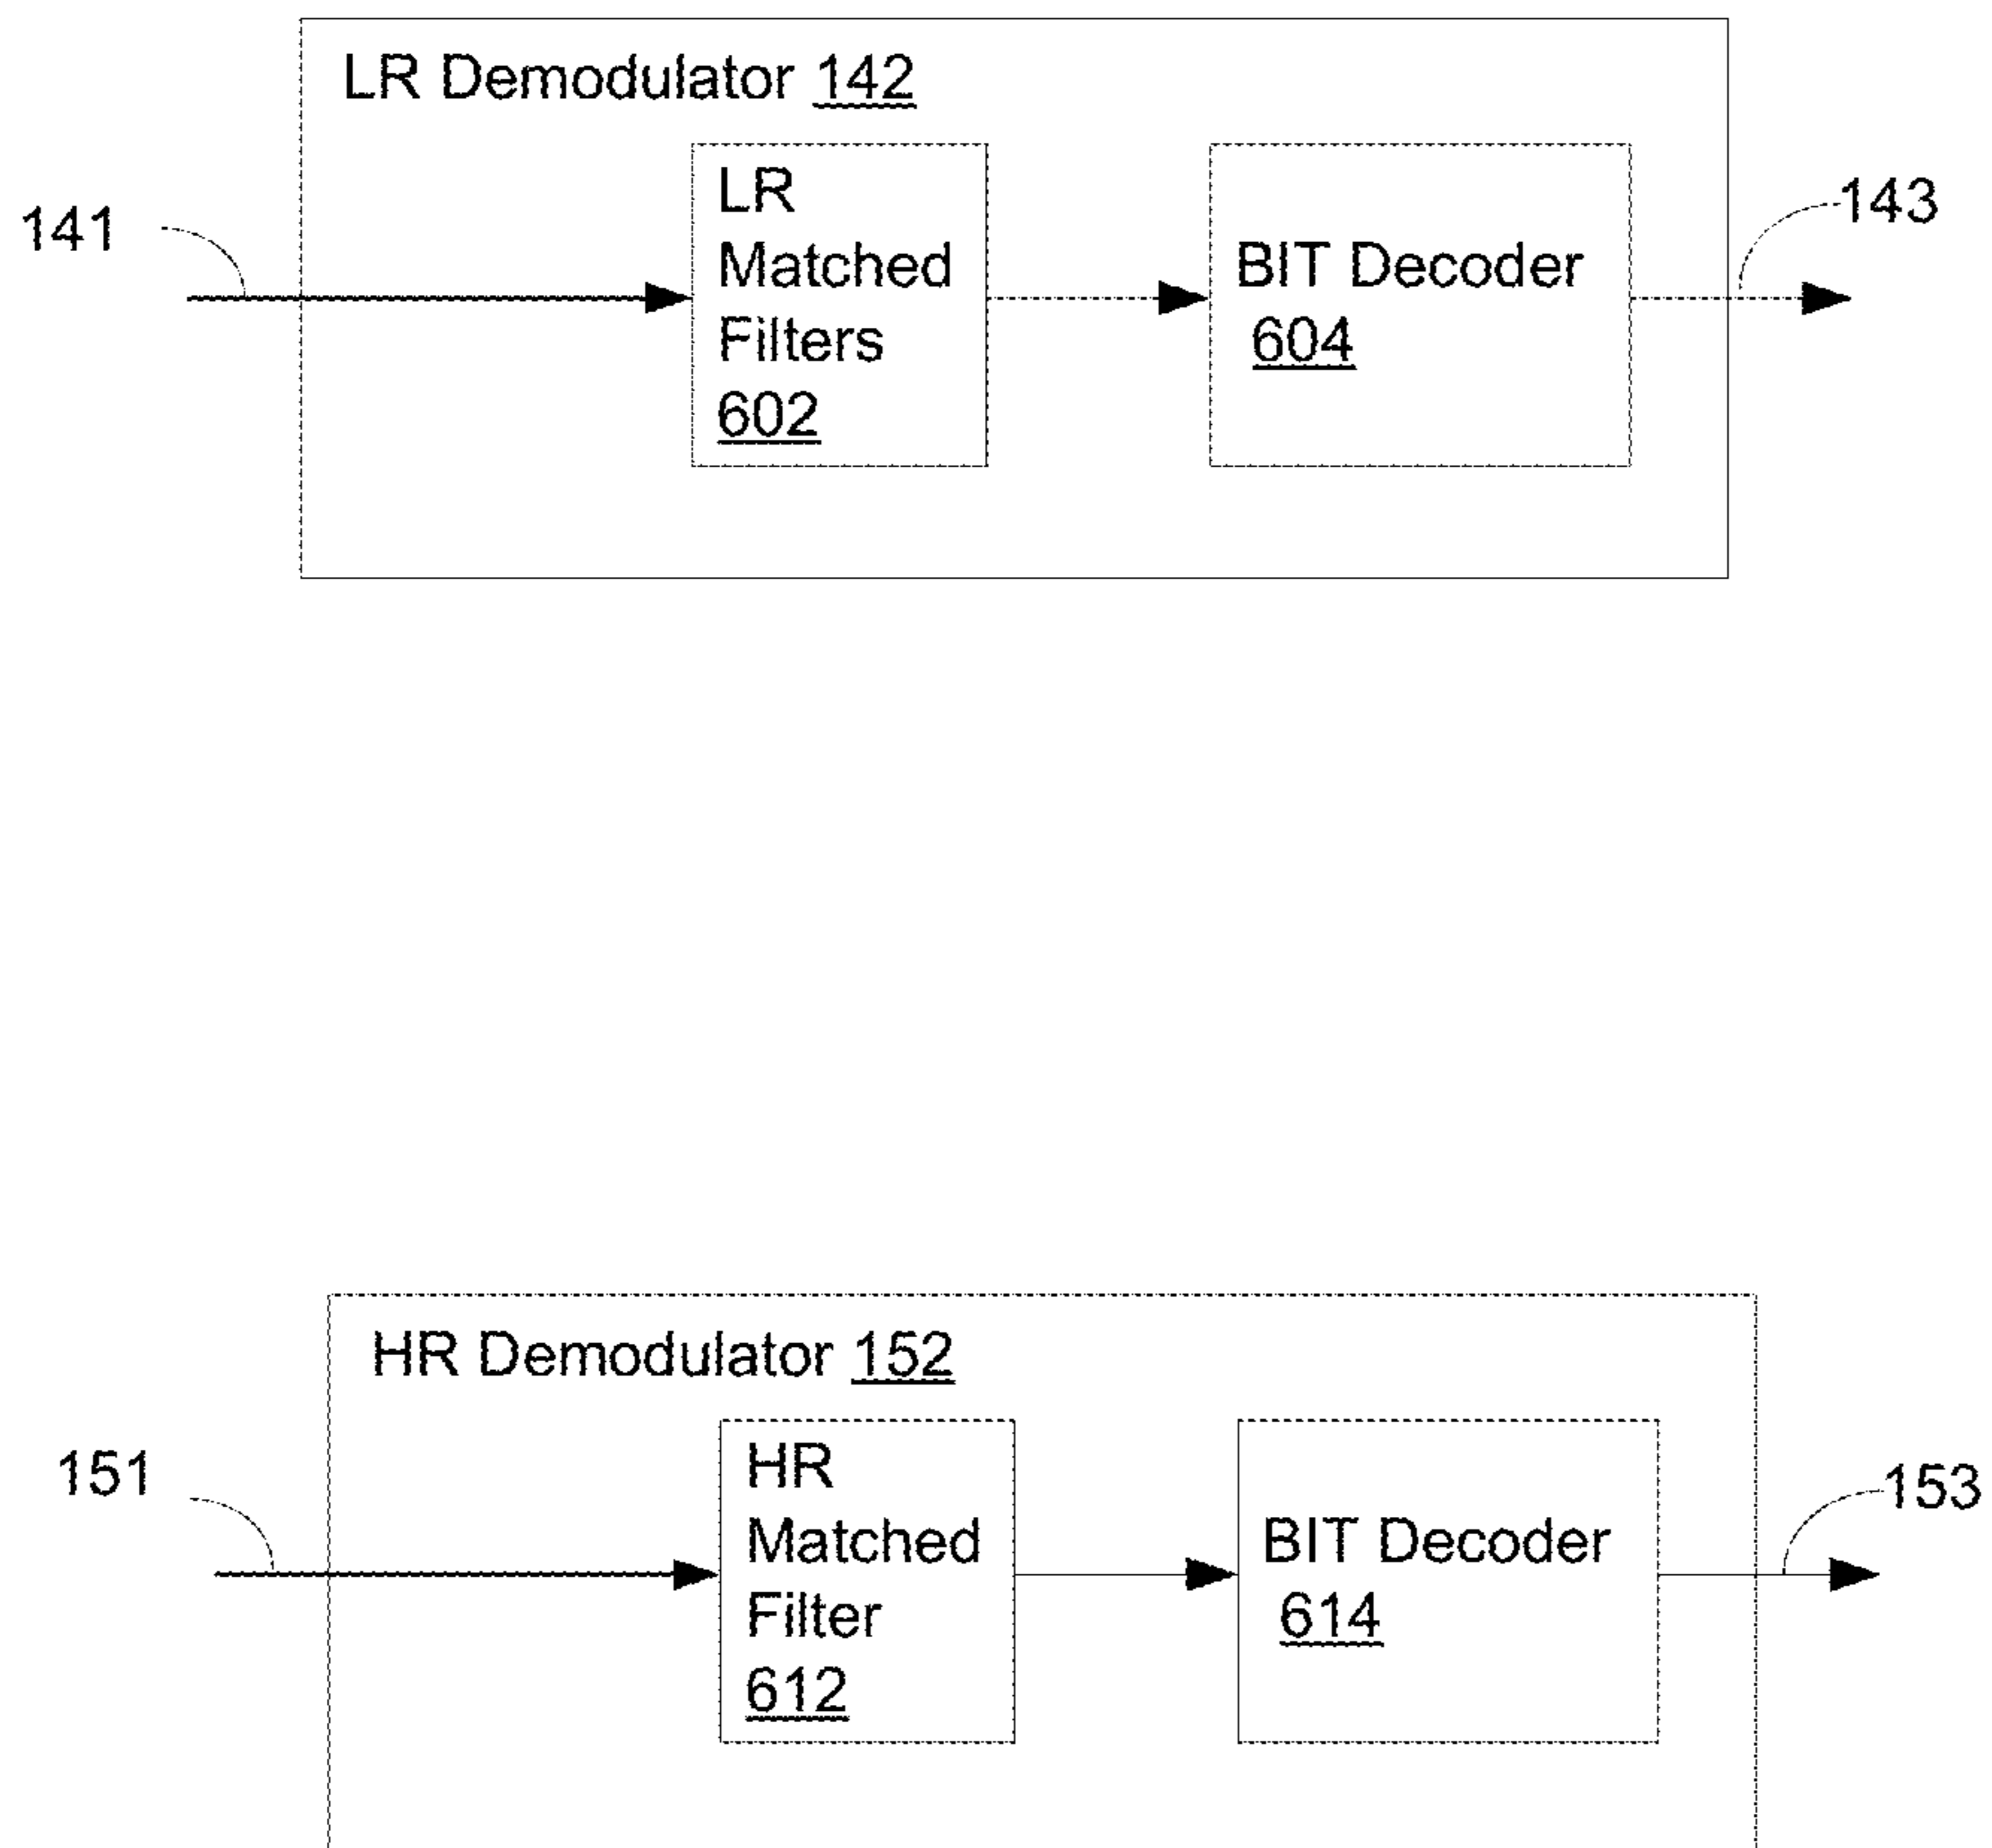 LR Demodulator 142
141
LR
Matched
Filters
602
BIT Decoder
604
143
HR Demodulator 152
151
HR
Matched
Filter
612
BIT Decoder
614
153